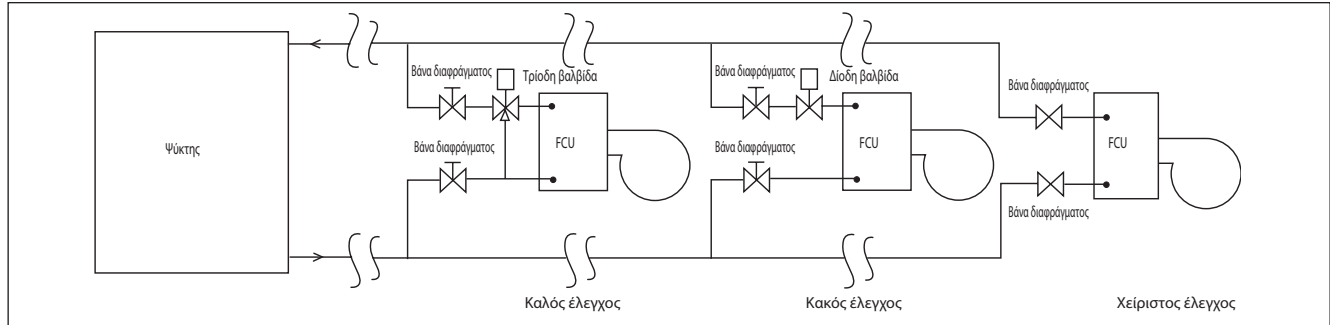 Βάνα διαφράγματος
Τρίοδη βαλβίδα
Βάνα διαφράγματος
Δίοδη βαλβίδα
Βάνα διαφράγματος
Ψύκτης
Βάνα διαφράγματος
FCU
Βάνα διαφράγματος
FCU
FCU
Βάνα διαφράγματος
Καλός έλεγχος
Κακός έλεγχος
Χείριστος έλεγχος